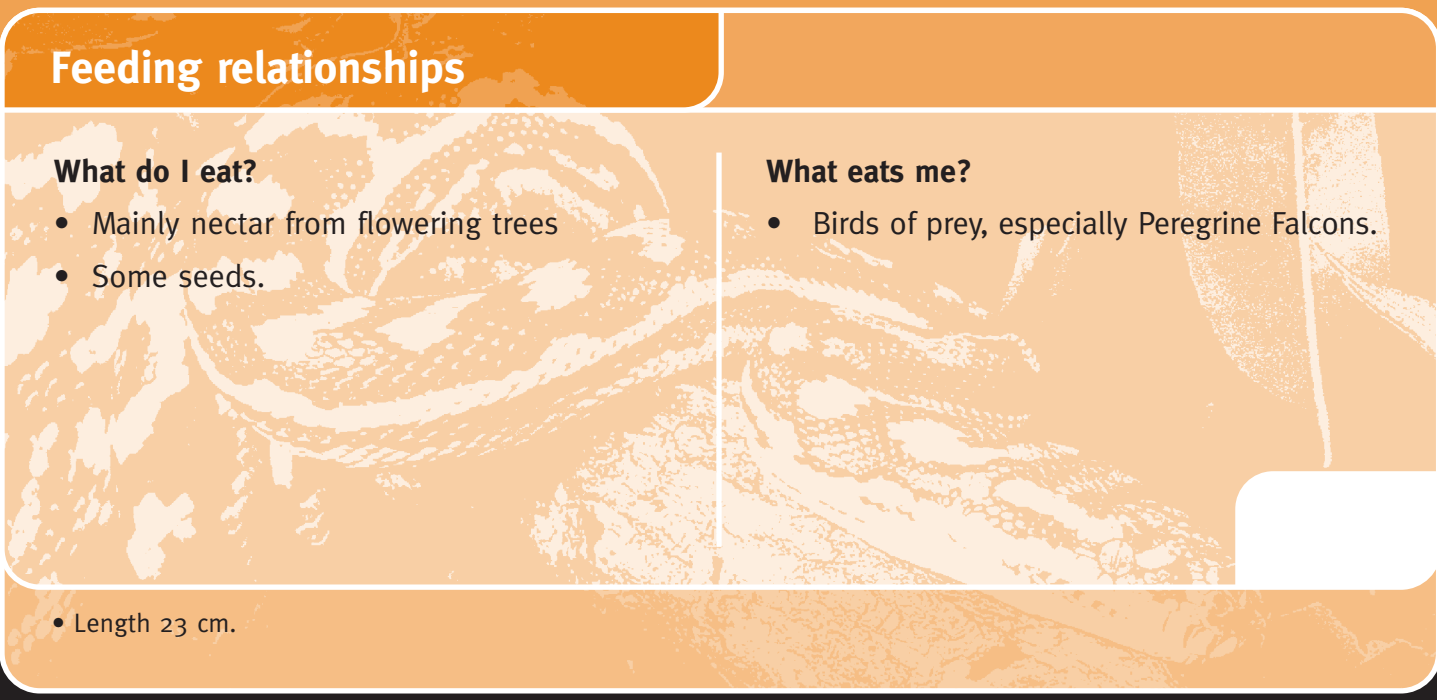 Feeding relationships
What do I eat?
• Mainly nectar from flowering trees
• Some seeds.
What eats me?
• Birds of prey, especially Peregrine Falcons.
• Length 23 cm.